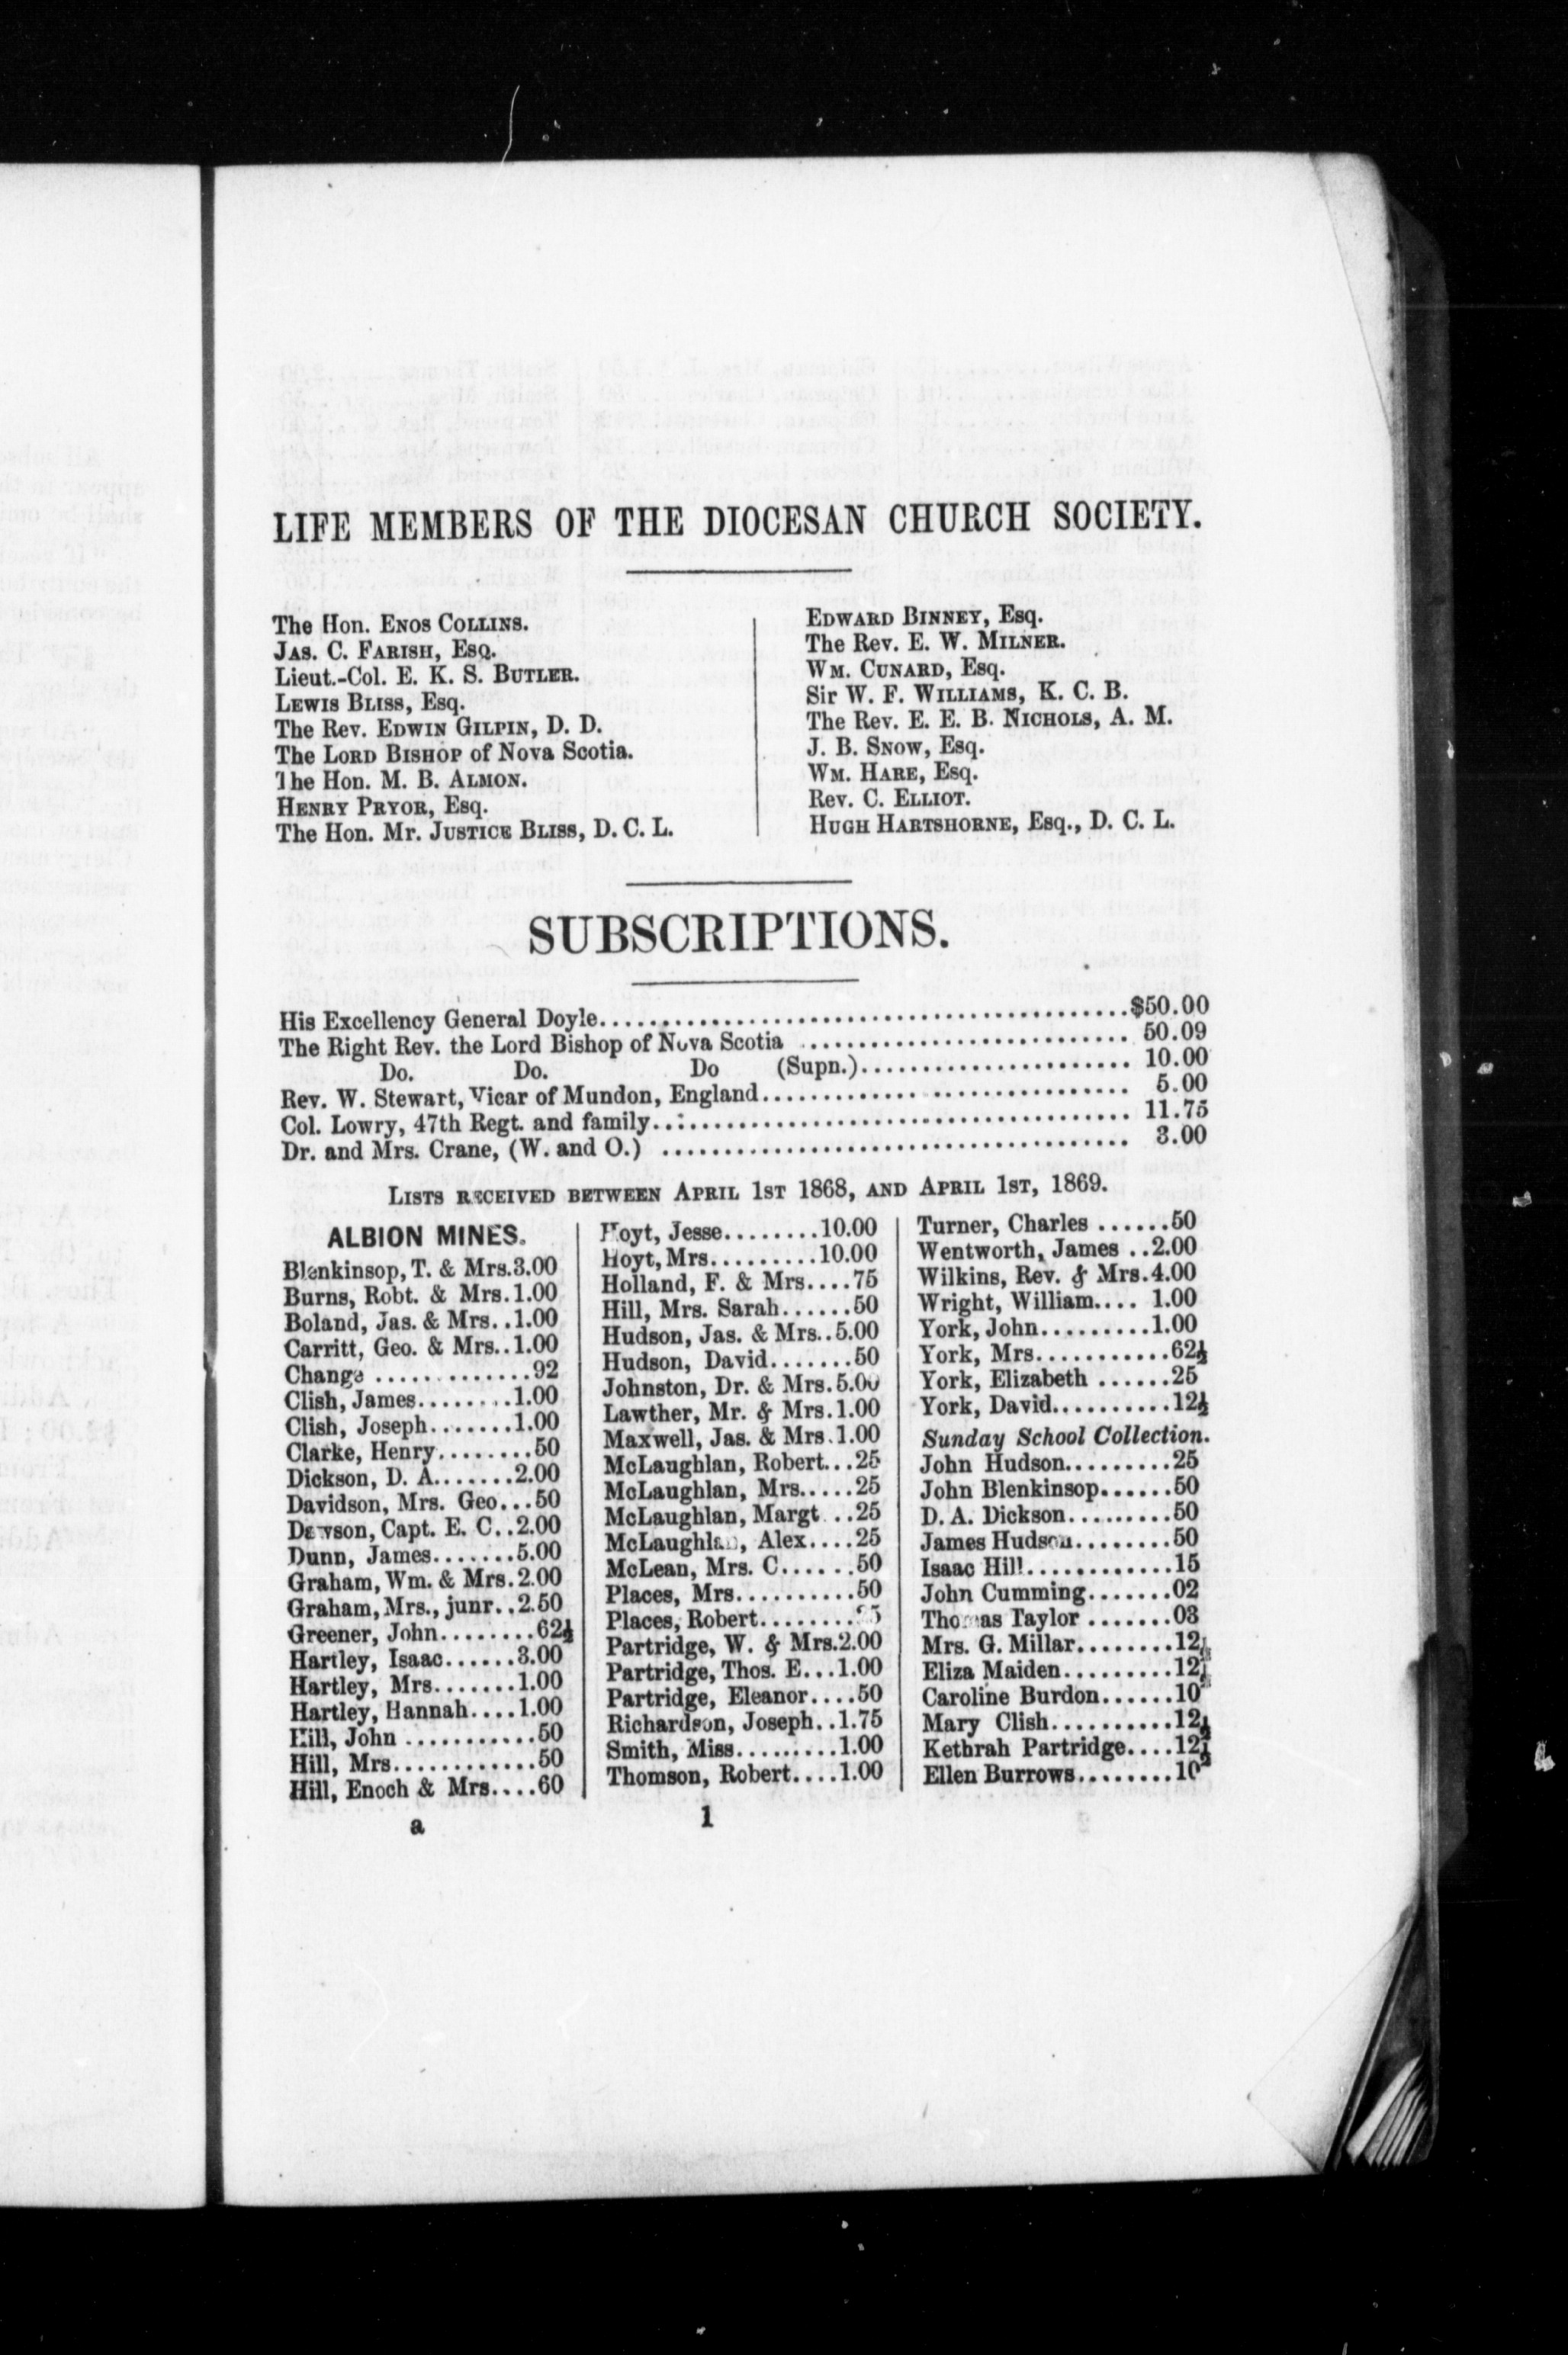 LIFE MEMBERS OF THE DIOCESAN CHURCH SOCIETY.
The Hon. ENOS COLLINS.
JAS. C. FARISH, ESQ.
Lieut.-Col. E. K. S. BUTLER.
LEWIS BLISS, Esq.
The Rev. EDWIN GILPIN, D. D.
The LORD BISHOP of Nova Scotia.
The Hon. M. B. ALMON.
HENRY PRYOR, Esq.
The Hon. Mr. JUSTICE BLISS, D. C. L.
EDWARD BINNEY, Esq.
The Rev. E. W. MILNER.
WM. CUNARD, Esq.
Sir W. F. WILLIAMS, K. C. B.
The Rev. E. E. B. NICHOLS, A. M.
J. B. SNOW, Esq.
WM. HARE, Esq.
Rev. C. ELLIOT.
HUGH HARTSHORNE, Esq., D. C. L.
SUBSCRIPTIONS.
His Excellency General Doyle........................................$50.00
The Right Rev. the Lord Bishop of Nova Scotia .......................... 50.09
Do. Do. Do (Supn.)...................... 10.00
Rev. W. Stewart, Vicar of Mundon, England.............................. 5.00
Col. Lowry, 47th Regt. and family...................................... 11.75
Dr. and Mrs. Crane, (W. and O.) ...................................... 3.00
LISTS RECEIVED BETWEEN APRIL 1ST 1868, AND APRIL 1ST, 1869.
ALBION MINES.
Blenkinsop, T. & Mrs.3.00
Burns, Robt. & Mrs.1.00
Boland, Jas. & Mrs..1.00
Carritt, Geo. & Mrs..1.00
Change .............92
Clish, James.........1.00
Clish, Joseph.......1.00
Clarke, Henry........50
Dickson, D. A.......2.00
Davidson, Mrs. Geo...50
Dawson, Capt. E. C..2.00
Dunn, James.......5.00
Graham, Wm. & Mrs.2.00
Graham, Mrs., junr..2.50
Greener, John........62½
Hartley, Isaac......3.00
Hartley, Mrs.......1.00
Hartley, Hannah....1.00
Hill, John ...........50
Hill, Mrs............50
Hill, Enoch & Mrs....60
Hoyt, Jesse........10.00
Hoyt, Mrs.........10.00
Holland, F. & Mrs....75
Hill, Mrs. Sarah......50
Hudson, Jas. & Mrs..5.00
Hudson, David.......50
Johnston, Dr. & Mrs.5.00
Lawther, Mr. & Mrs.1.00
Maxwell, Jas. & Mrs.1.00
McLaughlan, Robert...25
McLaughlan, Mrs.....25
McLaughlan, Margt ...25
McLaughlan, Alex....25
McLean, Mrs. C......50
Places, Mrs..........50
Places, Robert........
Partridge, W. & Mrs.2.00
Partridge, Thos. E...1.00
Partridge, Eleanor....50
Richardson, Joseph..1.75
Smith, Miss.........1.00
Thomson, Robert....1.00
Turner, Charles ......50
Wentworth, James ..2.00
Wilkins, Rev. & Mrs.4.00
Wright, William.... 1.00
York, John.........1.00
York, Mrs...........62½
York, Elizabeth ......25
York, David..........12½
Sunday School Collection.
John Hudson.........25
John Blenkinsop......50
D. A. Dickson.........50
James Hudson........50
Isaac Hill............15
John Cumming.......02
Thomas Taylor .......03
Mrs. G. Millar........12½
Eliza Maiden.........12½
Caroline Burdon......10
Mary Clish..........12½
Kethrah Partridge....12½
Ellen Burrows........10
a 1